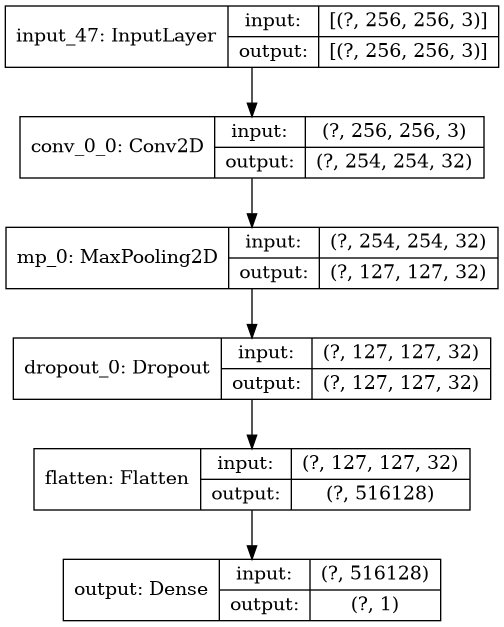 input_47: InputLayer
input:
[(?, 256, 256, 3)]
output:
[(?, 256, 256, 3)]
conv_0_0: Conv2D
input:
(?, 256, 256, 3)
output:
(?, 254, 254, 32)
mp_0: MaxPooling2D
input:
(?, 254, 254, 32)
output:
(?, 127, 127, 32)
dropout_0: Dropout
input:
(?, 127, 127, 32)
output:
(?, 127, 127, 32)
flatten: Flatten
input:
(?, 127, 127, 32)
output:
(?, 516128)
output: Dense
input:
(?, 516128)
output:
(?, 1)